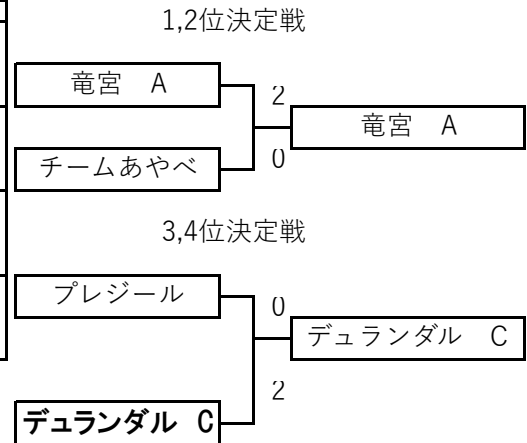 1,2位決定戦
竜宮　A
2
竜宮　A
チームあやべ
0
3,4位決定戦
プレジール
0
デュランダル　C
2
デュランダル　C